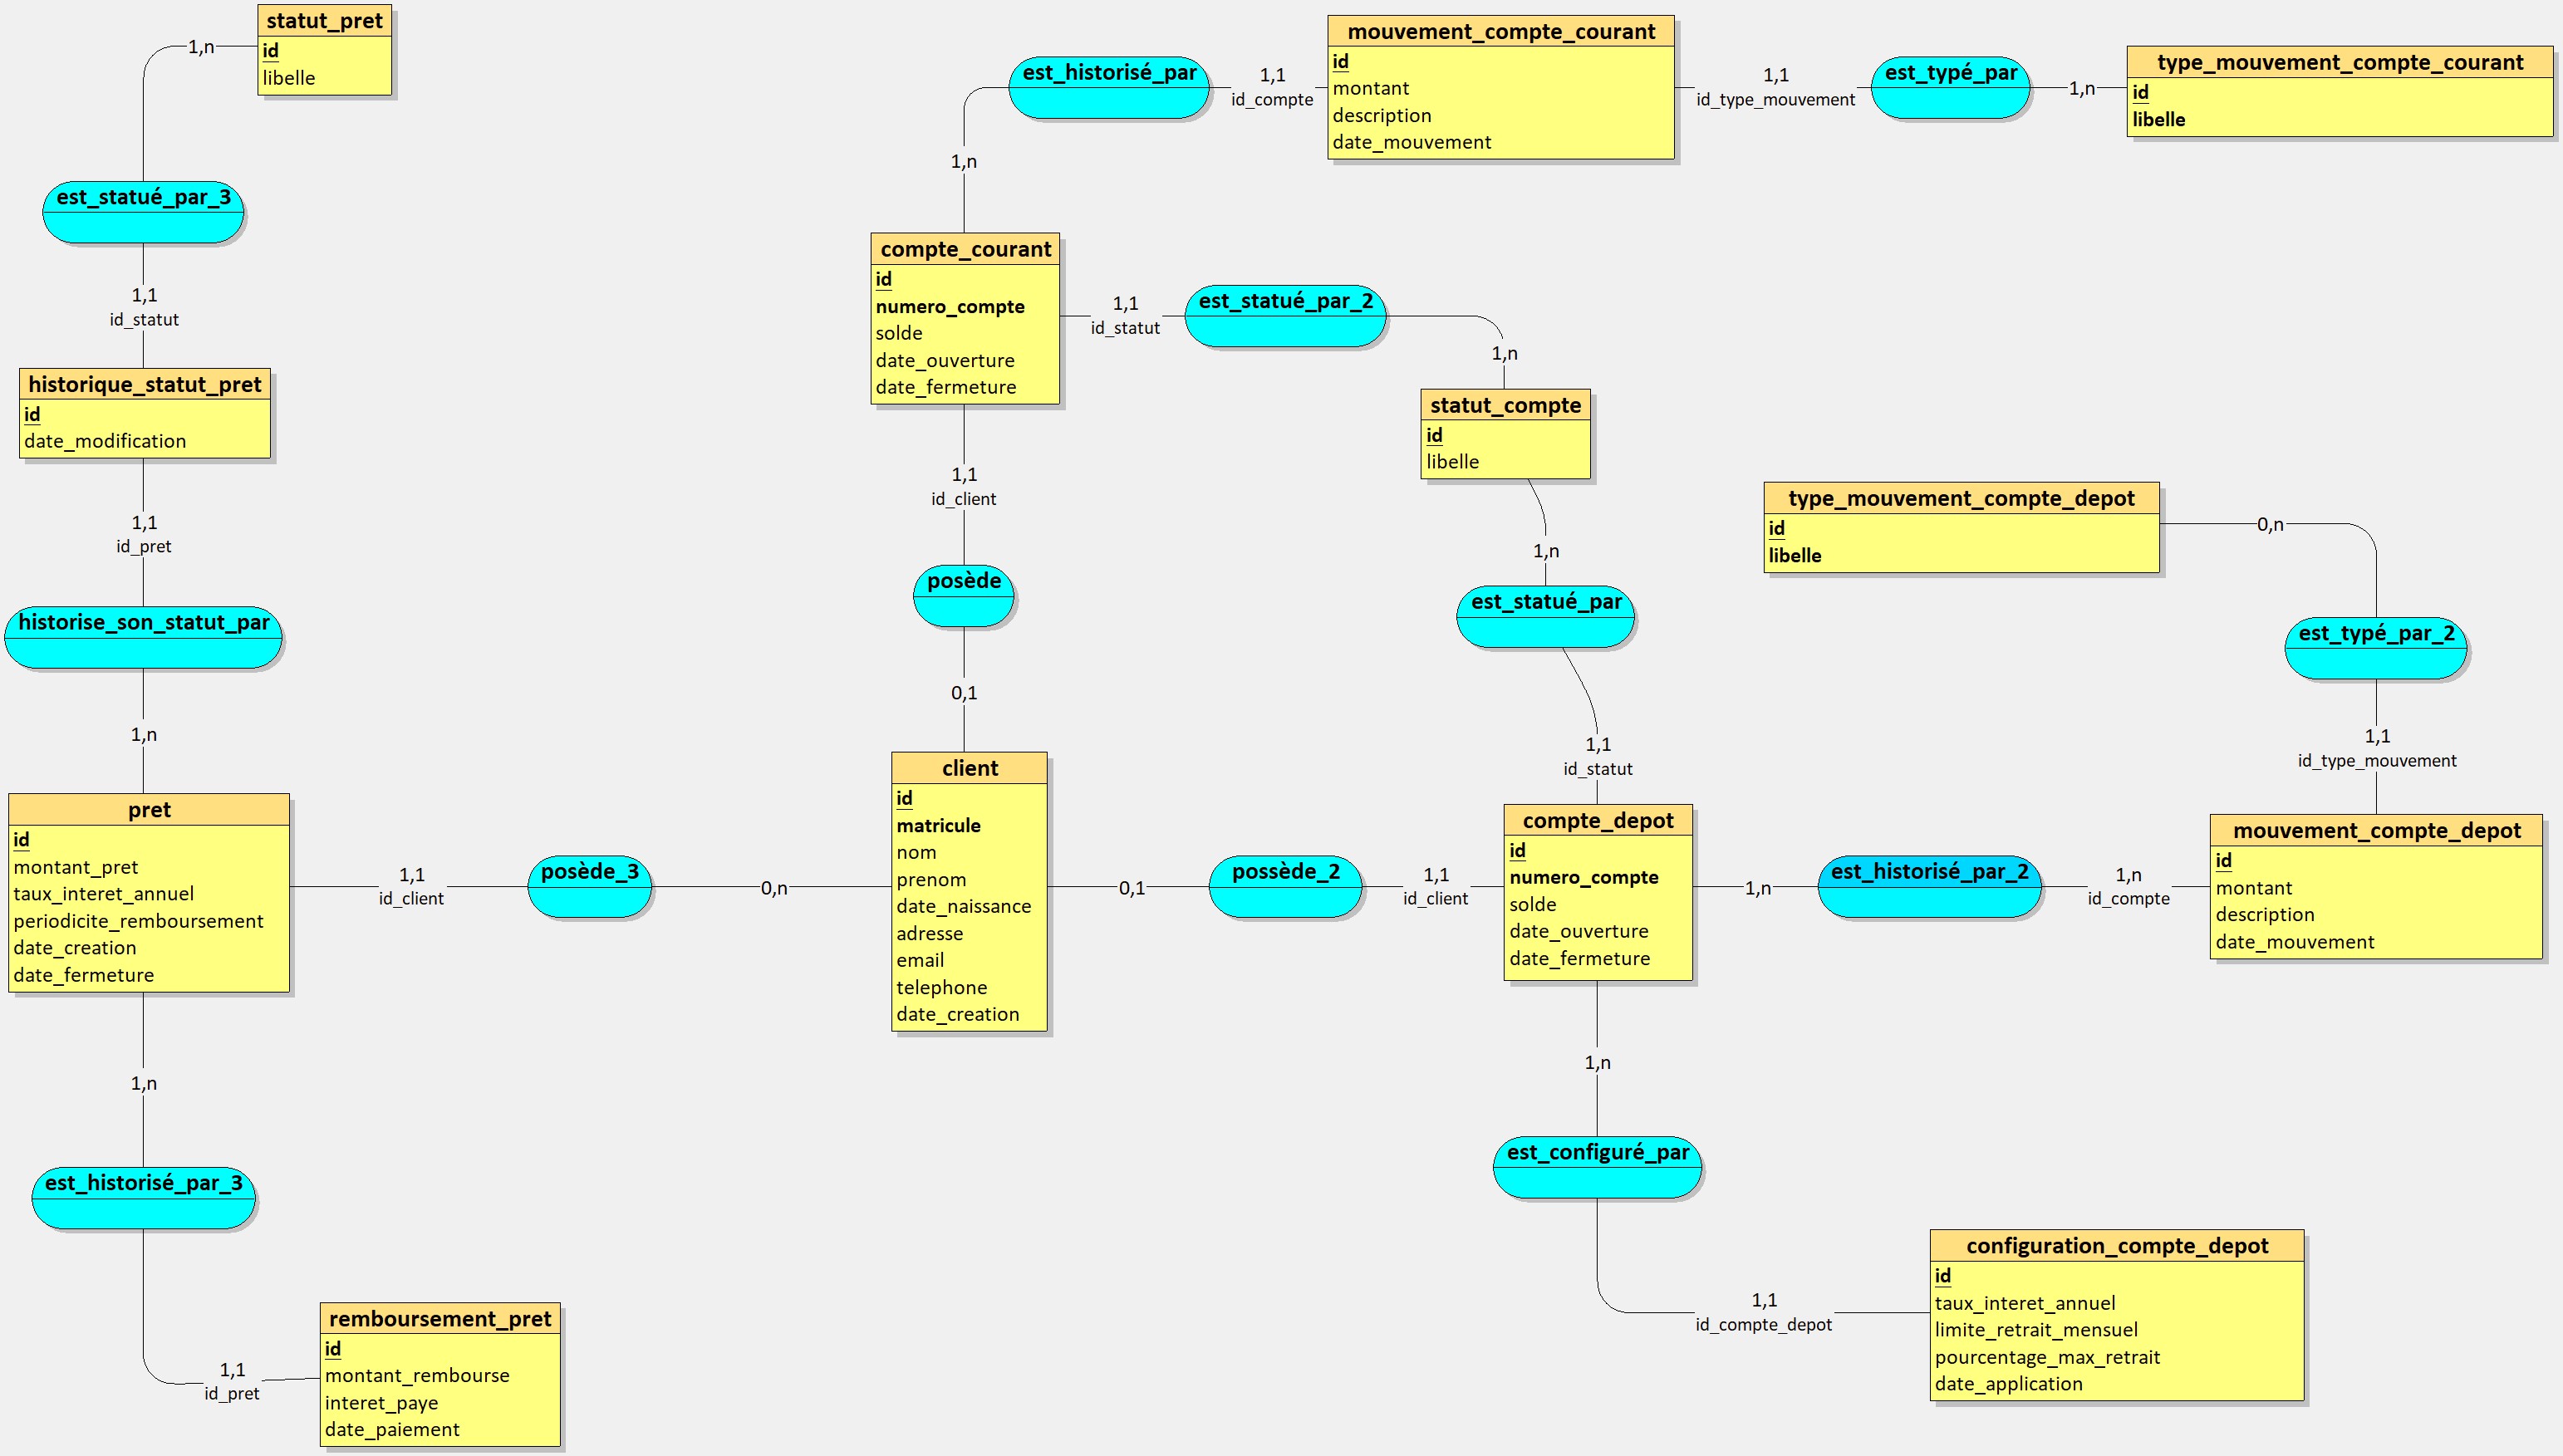 statut_pret
id
libelle
1,n
est_statué_par_3
1,1
id_statut
historique_statut_pret
id
date_modification
1,1
id_pret
historise_son_statut_par
1,n
pret
id
montant_pret
taux_interet_annuel
periodicite_remboursement
date_creation
date_fermeture
1,n
est_historisé_par_3
1,1
id_pret
remboursement_pret
id
montant_rembourse
interet_paye
date_paiement
1,1
id_client
posède_3
0,n
client
id
matricule
nom
prenom
date_naissance
adresse
email
telephone
date_creation
0,1
posède
1,1
id_client
compte_courant
id
numero_compte
solde
date_ouverture
date_fermeture
1,n
est_historisé_par
1,1
id_compte
mouvement_compte_courant
id
montant
description
date_mouvement
1,1
id_type_mouvement
est_typé_par
1,n
type_mouvement_compte_courant
id
libelle
1,1
id_statut
est_statué_par_2
1,n
statut_compte
id
libelle
1,n
est_statué_par
1,1
id_statut
0,1
possède_2
1,1
id_client
compte_depot
id
numero_compte
solde
date_ouverture
date_fermeture
1,n
est_historisé_par_2
1,n
id_compte
mouvement_compte_depot
id
montant
description
date_mouvement
1,1
id_type_mouvement
est_typé_par_2
0,n
type_mouvement_compte_depot
id
libelle
1,n
est_configuré_par
1,1
id_compte_depot
configuration_compte_depot
id
taux_interet_annuel
limite_retrait_mensuel
pourcentage_max_retrait
date_application